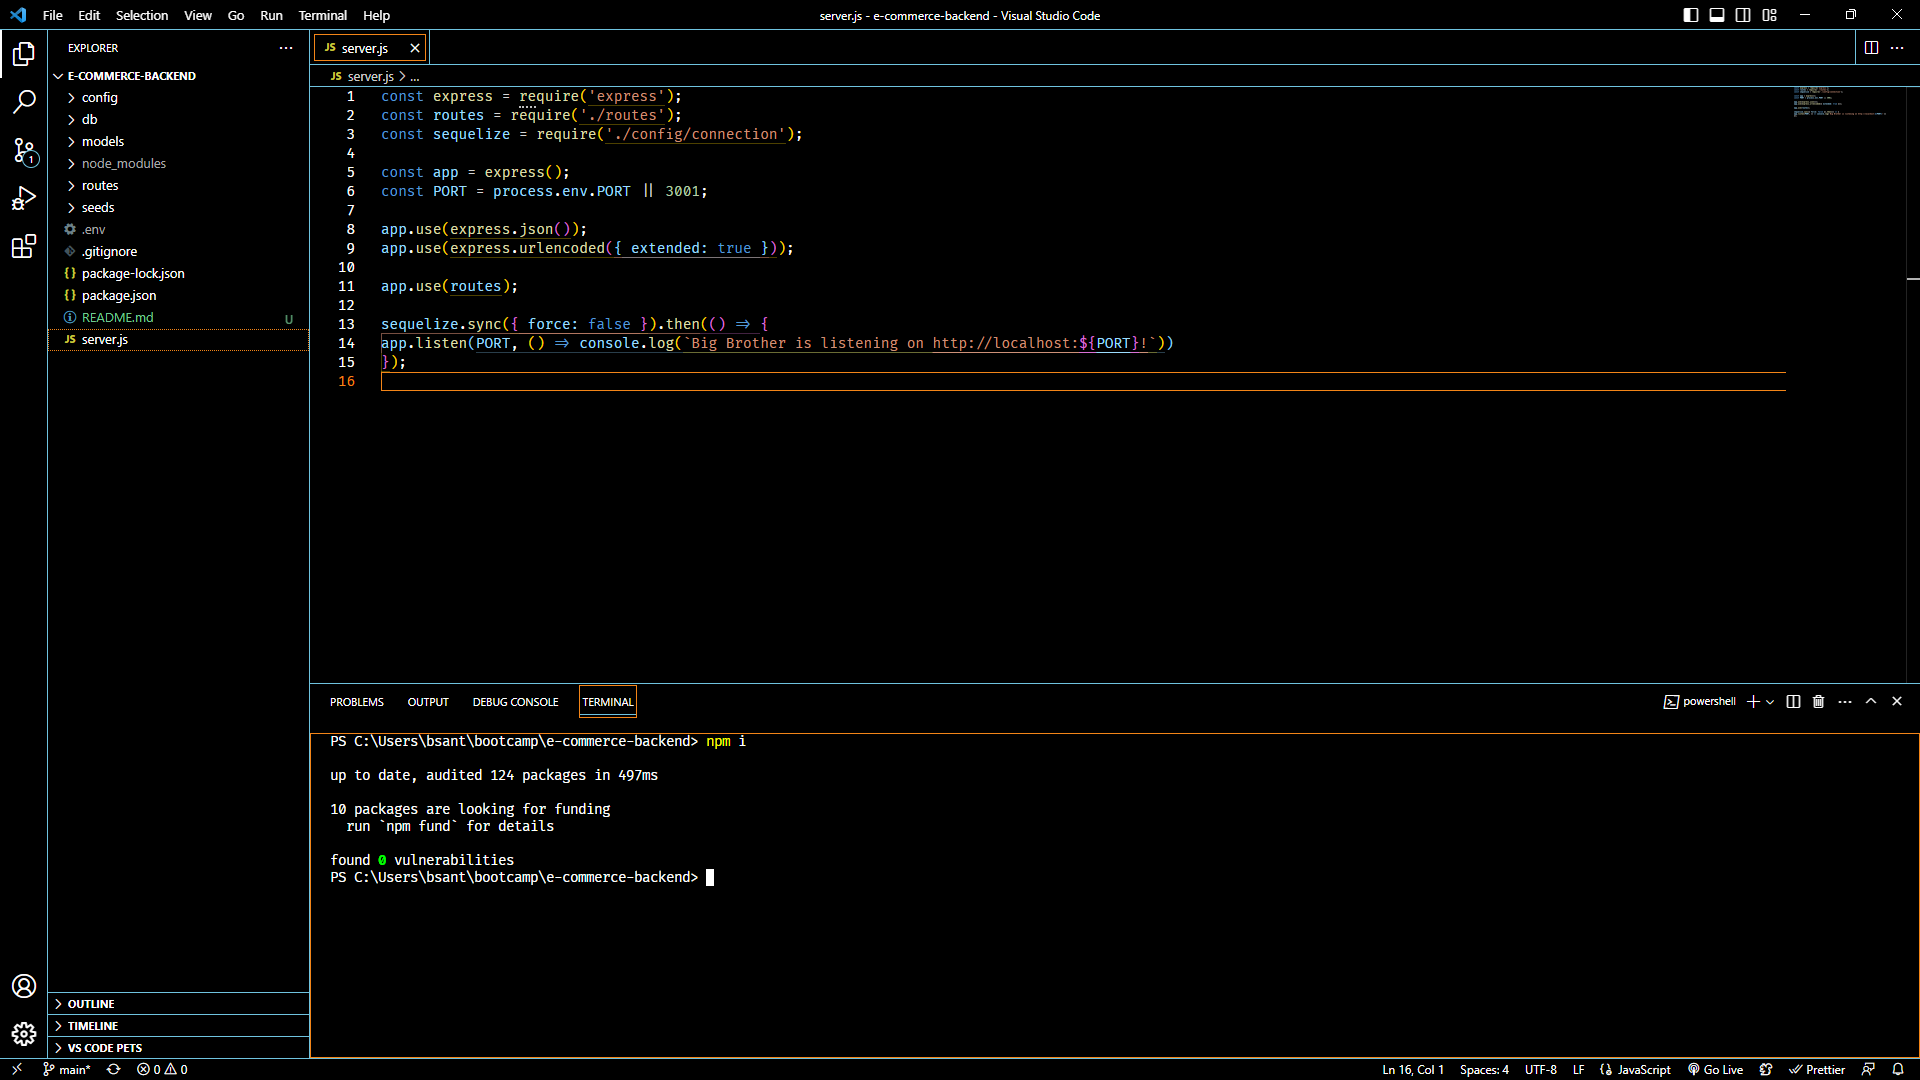 File Edit Selection View Go Run Terminal Help
server.js - e-commerce-backend - Visual Studio Code
EXPLORER
E-COMMERCE-BACKEND
config
db
models
node_modules
routes
seeds
.env
.gitignore
{} package-lock.json
{} package.json
README.md U
JS server.js
1
OUTLINE
TIMELINE
VS CODE PETS
JS server.js
JS server.js > ...
1 const express = require('express');
2 const routes = require('./routes');
3 const sequelize = require('./config/connection');
4
5 const app = express();
6 const PORT = process.env.PORT || 3001;
7
8 app.use(express.json());
9 app.use(express.urlencoded({ extended: true }));
10
11 app.use(routes);
12
13 sequelize.sync({ force: false }).then(() => {
14 app.listen(PORT, () => console.log(`Big Brother is listening on http://localhost:${PORT}!`))
15 });
16
PROBLEMS OUTPUT DEBUG CONSOLE TERMINAL
powershell
PS C:\Users\bsant\bootcamp\e-commerce-backend> npm i
up to date, audited 124 packages in 497ms
10 packages are looking for funding
run `npm fund` for details
found 0 vulnerabilities
PS C:\Users\bsant\bootcamp\e-commerce-backend>
main* 0 0
Ln 16, Col 1 Spaces: 4 UTF-8 LF {} JavaScript Go Live Prettier